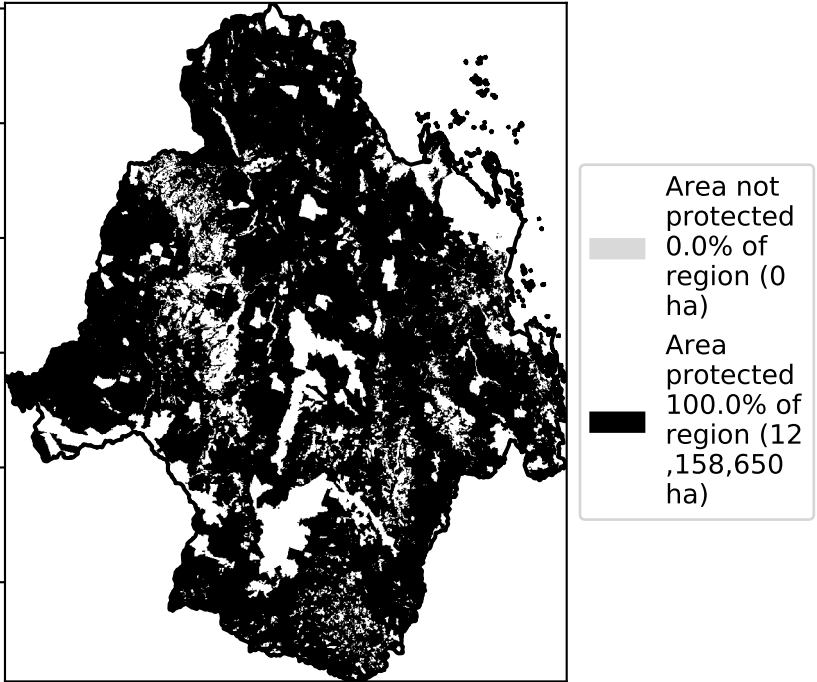 Area not
protected
0.0% of
region (0
ha)
Area
protected
100.0% of
region (12
,158,650
ha)